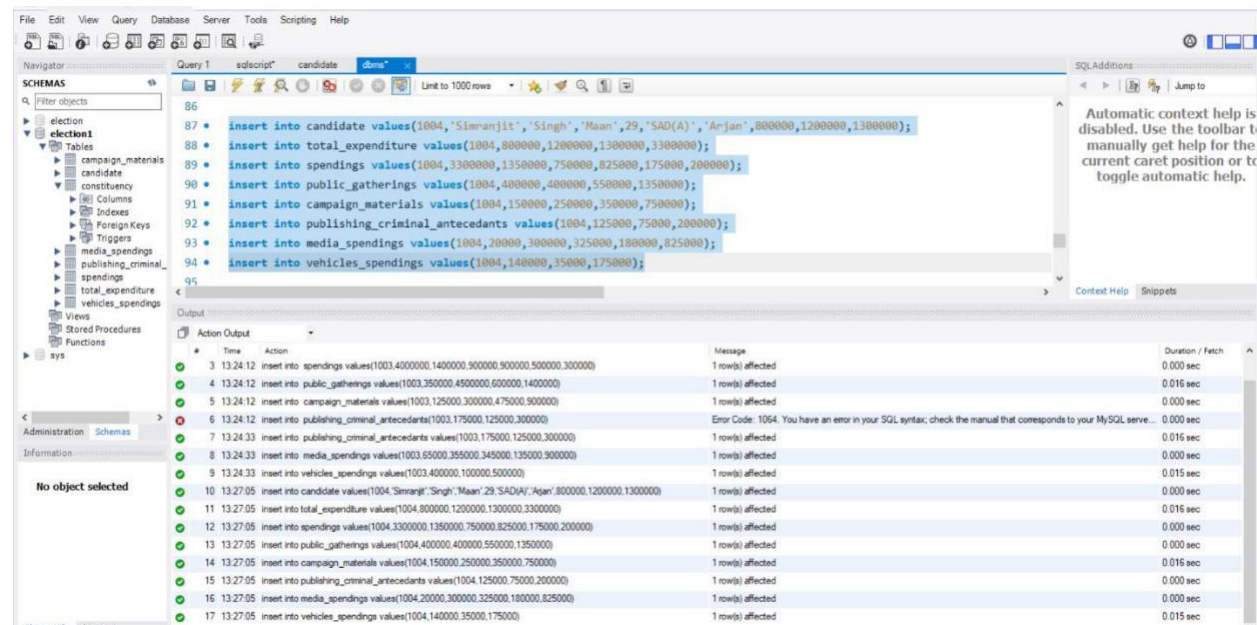 File Edit View Query Database Server Tools Scripting Help
Navigator
SCHEMAS
Filter objects
election
election1
Tables
campaign_materials
candidate
constituency
Columns
Indexes
Foreign Keys
Triggers
media_spendings
publishing_criminal_
spendings
total_expenditure
vehicles_spendings
Views
Stored Procedures
Functions
sys
Administration Schemas
Information
No object selected
Query 1 sqlscript* candidate dbms*
Limit to 1000 rows
86
87 insert into candidate values(1004,'Simranjit','Singh','Maan',29,'SAD(A)','Arjan',800000,1200000,1300000);
88 insert into total_expenditure values(1004,800000,1200000,1300000,3300000);
89 insert into spendings values(1004,3300000,1350000,750000,825000,175000,200000);
90 insert into public_gatherings values(1004,400000,400000,550000,1350000);
91 insert into campaign_materials values(1004,150000,250000,350000,750000);
92 insert into publishing_criminal_antecedants values(1004,125000,75000,200000);
93 insert into media_spendings values(1004,20000,300000,325000,180000,825000);
94 insert into vehicles_spendings values(1004,140000,35000,175000);
95
SQLAdditions
Jump to
Automatic context help is
disabled. Use the toolbar to
manually get help for the
current caret position or to
toggle automatic help.
Context Help Snippets
Output
Action Output
# Time Action Message Duration / Fetch
3 13:24:12 insert into spendings values(1003,4000000,1400000,900000,900000,500000,300000) 1 row(s) affected 0.000 sec
4 13:24:12 insert into public_gatherings values(1003,350000,4500000,600000,1400000) 1 row(s) affected 0.016 sec
5 13:24:12 insert into campaign_materials values(1003,125000,300000,475000,900000) 1 row(s) affected 0.000 sec
6 13:24:12 insert into publishing_criminal_antecedants(1003,175000,125000,300000) Error Code: 1064. You have an error in your SQL syntax; check the manual that corresponds to your MySQL serve... 0.000 sec
7 13:24:33 insert into publishing_criminal_antecedants values(1003,175000,125000,300000) 1 row(s) affected 0.016 sec
8 13:24:33 insert into media_spendings values(1003,65000,355000,345000,135000,900000) 1 row(s) affected 0.000 sec
9 13:24:33 insert into vehicles_spendings values(1003,400000,100000,500000) 1 row(s) affected 0.015 sec
10 13:27:05 insert into candidate values(1004,'Simranjit','Singh','Maan',29,'SAD(A)','Arjan',800000,1200000,1300000) 1 row(s) affected 0.000 sec
11 13:27:05 insert into total_expenditure values(1004,800000,1200000,1300000,3300000) 1 row(s) affected 0.016 sec
12 13:27:05 insert into spendings values(1004,3300000,1350000,750000,825000,175000,200000) 1 row(s) affected 0.000 sec
13 13:27:05 insert into public_gatherings values(1004,400000,400000,550000,1350000) 1 row(s) affected 0.000 sec
14 13:27:05 insert into campaign_materials values(1004,150000,250000,350000,750000) 1 row(s) affected 0.016 sec
15 13:27:05 insert into publishing_criminal_antecedants values(1004,125000,75000,200000) 1 row(s) affected 0.000 sec
16 13:27:05 insert into media_spendings values(1004,20000,300000,325000,180000,825000) 1 row(s) affected 0.000 sec
17 13:27:05 insert into vehicles_spendings values(1004,140000,35000,175000) 1 row(s) affected 0.015 sec